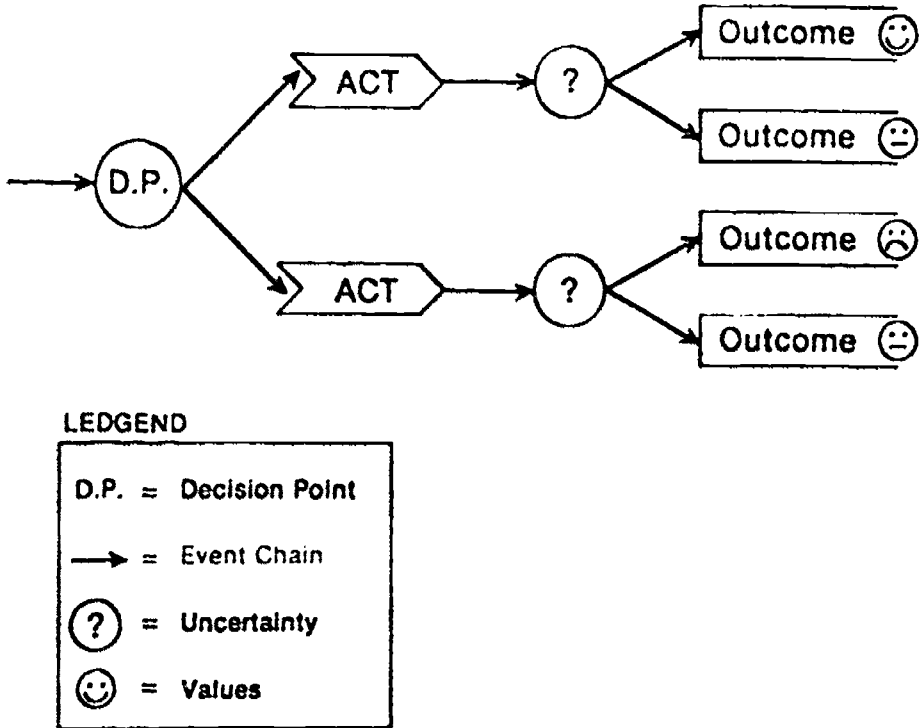 Outcome
ACT
?
Outcome
D.P.
Outcome
ACT
?
Outcome
LEDGEND
D.P. = Decision Point
= Event Chain
? = Uncertainty
= Values